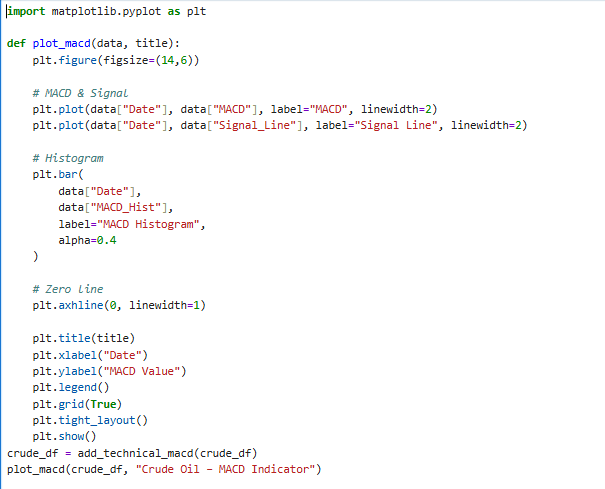 import matplotlib.pyplot as plt

def plot_macd(data, title):
    plt.figure(figsize=(14,6))

    # MACD & Signal
    plt.plot(data["Date"], data["MACD"], label="MACD", linewidth=2)
    plt.plot(data["Date"], data["Signal_Line"], label="Signal Line", linewidth=2)

    # Histogram
    plt.bar(
        data["Date"],
        data["MACD_Hist"],
        label="MACD Histogram",
        alpha=0.4
    )

    # Zero line
    plt.axhline(0, linewidth=1)

    plt.title(title)
    plt.xlabel("Date")
    plt.ylabel("MACD Value")
    plt.legend()
    plt.grid(True)
    plt.tight_layout()
    plt.show()
crude_df = add_technical_macd(crude_df)
plot_macd(crude_df, "Crude Oil – MACD Indicator")